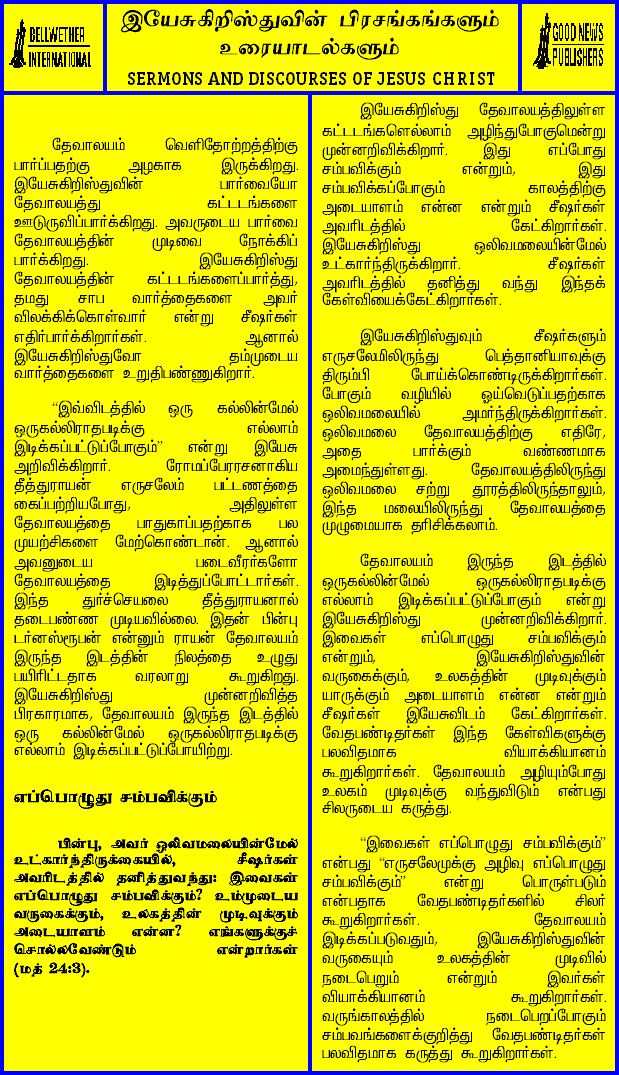 BELLWETHER
INTERNATIONAL
இயேசுகிறிஸ்துவின் பிரசங்கங்களும்
உரையாடல்களும்
SERMONS AND DISCOURSES OF JESUS CHRIST
GOOD NEWS
PUBLISHERS
தேவாலயம் வெளிதோற்றத்திற்கு
பார்ப்பதற்கு அழகாக இருக்கிறது.
இயேசுகிறிஸ்துவின் பார்வையோ
தேவாலயத்து கட்டடங்களை
ஊடுருவிப்பார்க்கிறது. அவருடைய பார்வை
தேவாலயத்தின் முடிவை நோக்கிப்
பார்க்கிறது. இயேசுகிறிஸ்து
தேவாலயத்தின் கட்டடங்களைப்பார்த்து,
தமது சாப வார்த்தைகளை அவர்
விலக்கிக்கொள்வார் என்று சீஷர்கள்
எதிர்பார்க்கிறார்கள். ஆனால்
இயேசுகிறிஸ்துவோ தம்முடைய
வார்த்தைகளை உறுதிபண்ணுகிறார்.
“இவ்விடத்தில் ஒரு கல்லின்மேல்
ஒருகல்லிராதபடிக்கு எல்லாம்
இடிக்கப்பட்டுப்போகும்” என்று இயேசு
அறிவிக்கிறார். ரோமப்பேரரசனாகிய
தீத்துராயன் எருசலேம் பட்டணத்தை
கைப்பற்றியபோது, அதிலுள்ள
தேவாலயத்தை பாதுகாப்பதற்காக பல
முயற்சிகளை மேற்கொண்டான். ஆனால்
அவனுடைய படைவீரர்களோ
தேவாலயத்தை இடித்துப்போட்டார்கள்.
இந்த துர்ச்செயலை தீத்துராயனால்
தடைபண்ண முடியவில்லை. இதன் பின்பு
டர்னஸ்ரூபன் என்னும் ராயன் தேவாலயம்
இருந்த இடத்தின் நிலத்தை உழுது
பயிரிட்டதாக வரலாறு கூறுகிறது.
இயேசுகிறிஸ்து முன்னறிவித்த
பிரகாரமாக, தேவாலயம் இருந்த இடத்தில்
ஒரு கல்லின்மேல் ஒருகல்லிராதபடிக்கு
எல்லாம் இடிக்கப்பட்டுப்போயிற்று.
எப்பொழுது சம்பவிக்கும்
பின்பு, அவர் ஒலிவமலையின்மேல்
உட்கார்ந்திருக்கையில், சீஷர்கள்
அவரிடத்தில் தனித்துவந்து: இவைகள்
எப்பொழுது சம்பவிக்கும்? உம்முடைய
வருகைக்கும், உலகத்தின் முடிவுக்கும்
அடையாளம் என்ன? எங்களுக்குச்
சொல்லவேண்டும் என்றார்கள்
(மத் 24:3).
இயேசுகிறிஸ்து தேவாலயத்திலுள்ள
கட்டடங்களெல்லாம் அழிந்துபோகுமென்று
முன்னறிவிக்கிறார். இது எப்போது
சம்பவிக்கும் என்றும், இது
சம்பவிக்கப்போகும் காலத்திற்கு
அடையாளம் என்ன என்றும் சீஷர்கள்
அவரிடத்தில் கேட்கிறார்கள்.
இயேசுகிறிஸ்து ஒலிவமலையின்மேல்
உட்கார்ந்திருக்கிறார். சீஷர்கள்
அவரிடத்தில் தனித்து வந்து இந்தக்
கேள்வியைக்கேட்கிறார்கள்.
இயேசுகிறிஸ்துவும் சீஷர்களும்
எருசலேமிலிருந்து பெத்தானியாவுக்கு
திரும்பி போய்க்கொண்டிருக்கிறார்கள்.
போகும் வழியில் ஓய்வெடுப்பதற்காக
ஒலிவமலையில் அமர்ந்திருக்கிறார்கள்.
ஒலிவமலை தேவாலயத்திற்கு எதிரே,
அதை பார்க்கும் வண்ணமாக
அமைந்துள்ளது. தேவாலயத்திலிருந்து
ஒலிவமலை சற்று தூரத்திலிருந்தாலும்,
இந்த மலையிலிருந்து தேவாலயத்தை
முழுமையாக தரிசிக்கலாம்.
தேவாலயம் இருந்த இடத்தில்
ஒருகல்லின்மேல் ஒருகல்லிராதபடிக்கு
எல்லாம் இடிக்கப்பட்டுப்போகும் என்று
இயேசுகிறிஸ்து முன்னறிவிக்கிறார்.
இவைகள் எப்பொழுது சம்பவிக்கும்
என்றும், இயேசுகிறிஸ்துவின்
வருகைக்கும், உலகத்தின் முடிவுக்கும்
யாருக்கும் அடையாளம் என்ன என்றும்
சீஷர்கள் இயேசுவிடம் கேட்கிறார்கள்.
வேதபண்டிதர்கள் இந்த கேள்விகளுக்கு
பலவிதமாக வியாக்கியானம்
கூறுகிறார்கள். தேவாலயம் அழியும்போது
உலகம் முடிவுக்கு வந்துவிடும் என்பது
சிலருடைய கருத்து.
“இவைகள் எப்பொழுது சம்பவிக்கும்”
என்பது “எருசலேமுக்கு அழிவு எப்பொழுது
சம்பவிக்கும்” என்று பொருள்படும்
என்பதாக வேதபண்டிதர்களில் சிலர்
கூறுகிறார்கள். தேவாலயம்
இடிக்கப்படுவதும், இயேசுகிறிஸ்துவின்
வருகையும் உலகத்தின் முடிவில்
நடைபெறும் என்றும் இவர்கள்
வியாக்கியானம் கூறுகிறார்கள்.
வருங்காலத்தில் நடைபெறப்போகும்
சம்பவங்களைக்குறித்து வேதபண்டிதர்கள்
பலவிதமாக கருத்து கூறுகிறார்கள்.